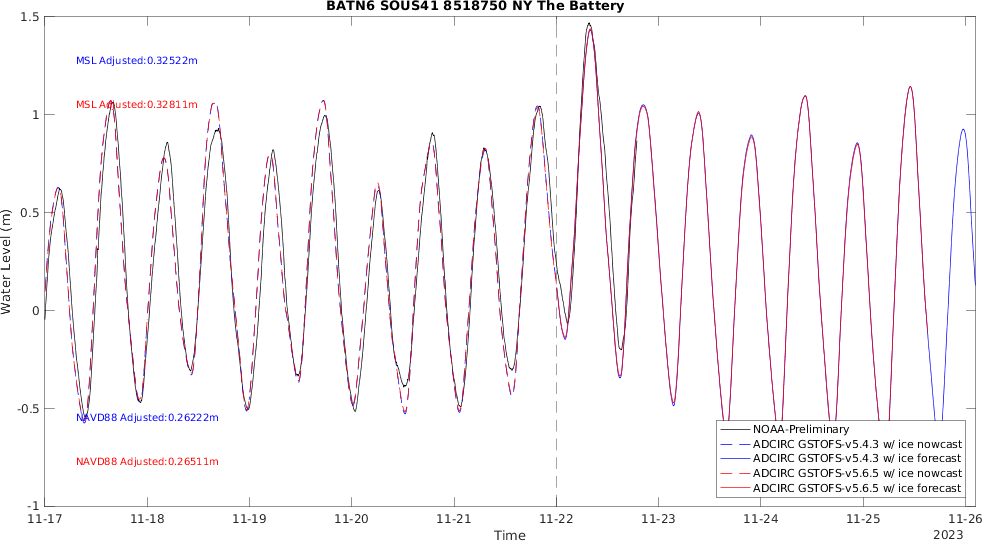 BATN6 SOUS41 8518750 NY The Battery
1.5
1
0.5
0
-0.5
-1
Water Level (m)
MSL Adjusted:0.32522m
MSL Adjusted:0.32811m
NAVD88 Adjusted:0.26222m
NAVD88 Adjusted:0.26511m
NOAA-Preliminary
ADCIRC GSTOFS-v5.4.3 w/ ice nowcast
ADCIRC GSTOFS-v5.4.3 w/ ice forecast
ADCIRC GSTOFS-v5.6.5 w/ ice nowcast
ADCIRC GSTOFS-v5.6.5 w/ ice forecast
11-17 11-18 11-19 11-20 11-21 11-22 11-23 11-24 11-25 11-26
Time
2023